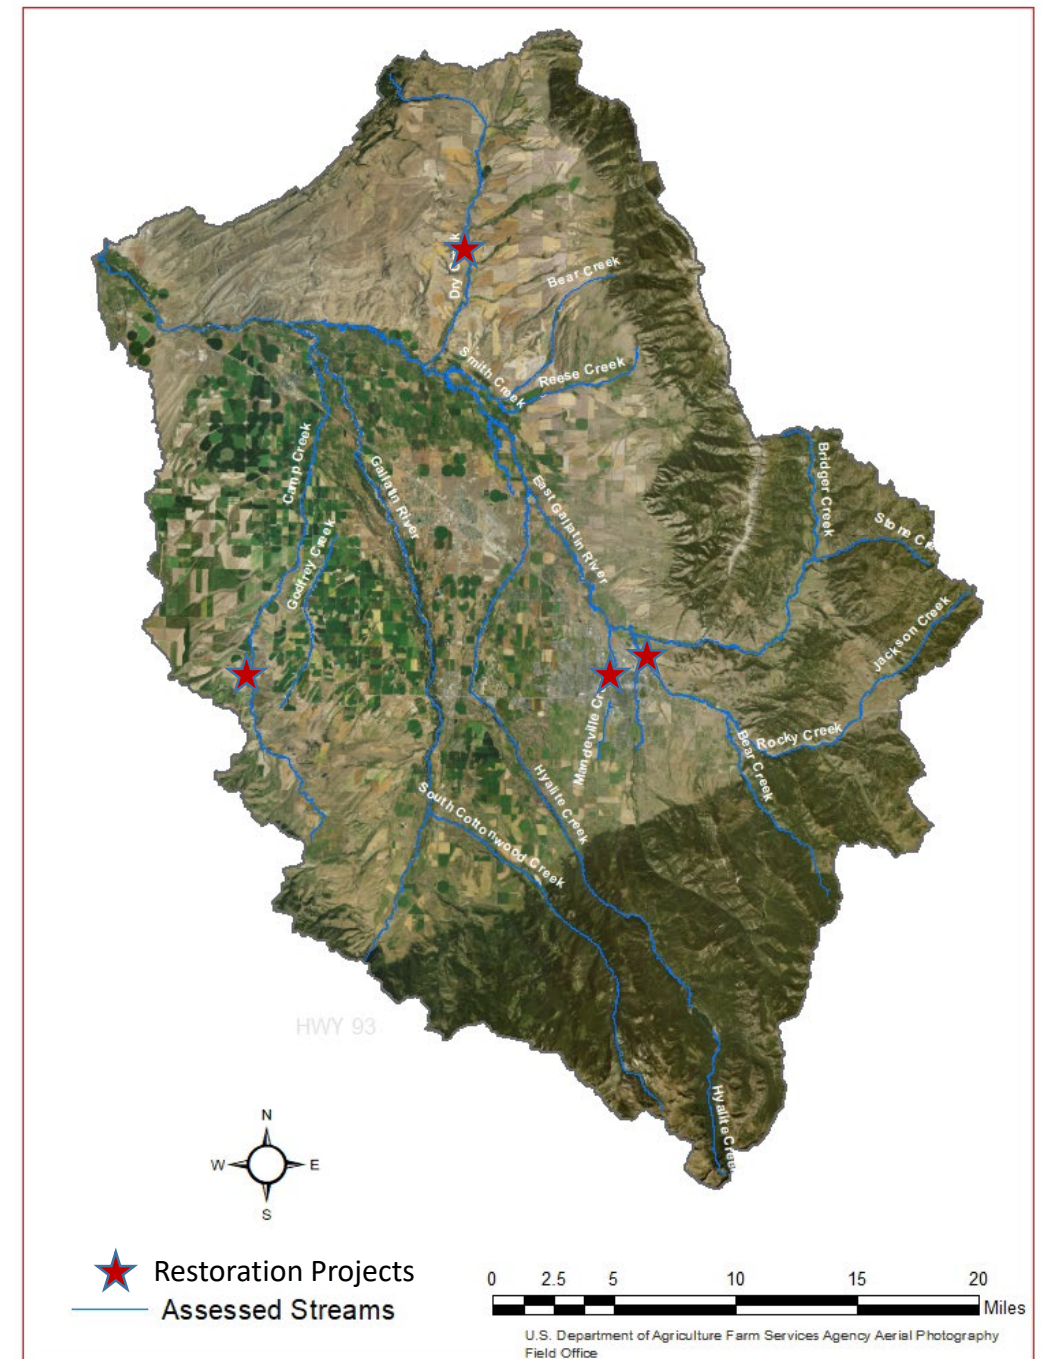 Dry C k
Bear Creek
Smith Creek
Reese Creek
Camp Creek
Gallatin River
East Gallatin River
Bridger Creek
Stone Cr
Godfrey Creek
Jackson Creek
Mandeville Cr
Rocky Creek
Bear Creek
Hyalite Creek
South Cottonwood Creek
HWY 93
Hyalite Creek
N
W E
S
Restoration Projects
Assessed Streams
0 2.5 5 10 15 20
Miles
U.S. Department of Agriculture Farm Services Agency Aerial Photography
Field Office